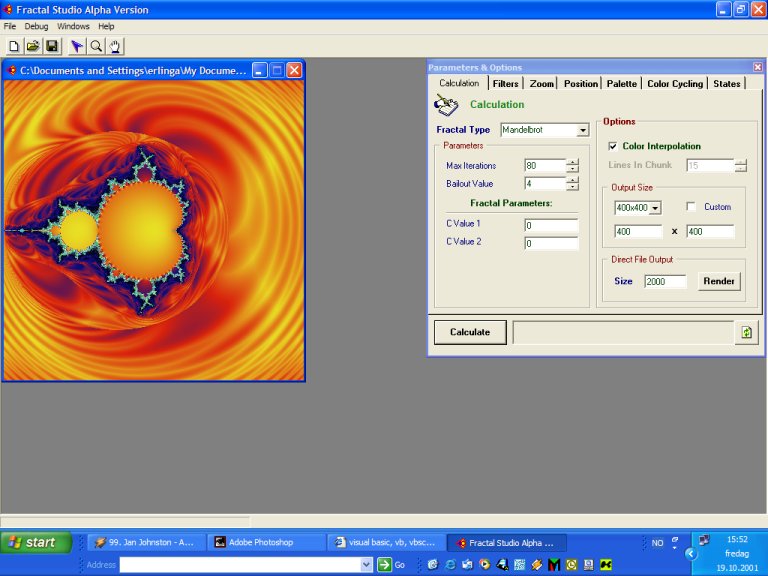 Fractal Studio Alpha Version
File Debug Windows Help
C:\Documents and Settings\erlinga\My Docume...
Parameters & Options
Calculation Filters Zoom Position Palette Color Cycling States
Calculation
Fractal Type Mandelbrot
Parameters
Max Iterations 80
Bailout Value 4
Fractal Parameters:
C Value 1 0
C Value 2 0
Options
Color Interpolation
Lines In Chunk 15
Output Size
400x400 Custom
400 x 400
Direct File Output
Size 2000 Render
Calculate
start
99. Jan Johnston - A...
Adobe Photoshop
visual basic, vb, vbsc...
Fractal Studio Alpha ...
NO
15:52
fredag
19.10.2001
Address Go